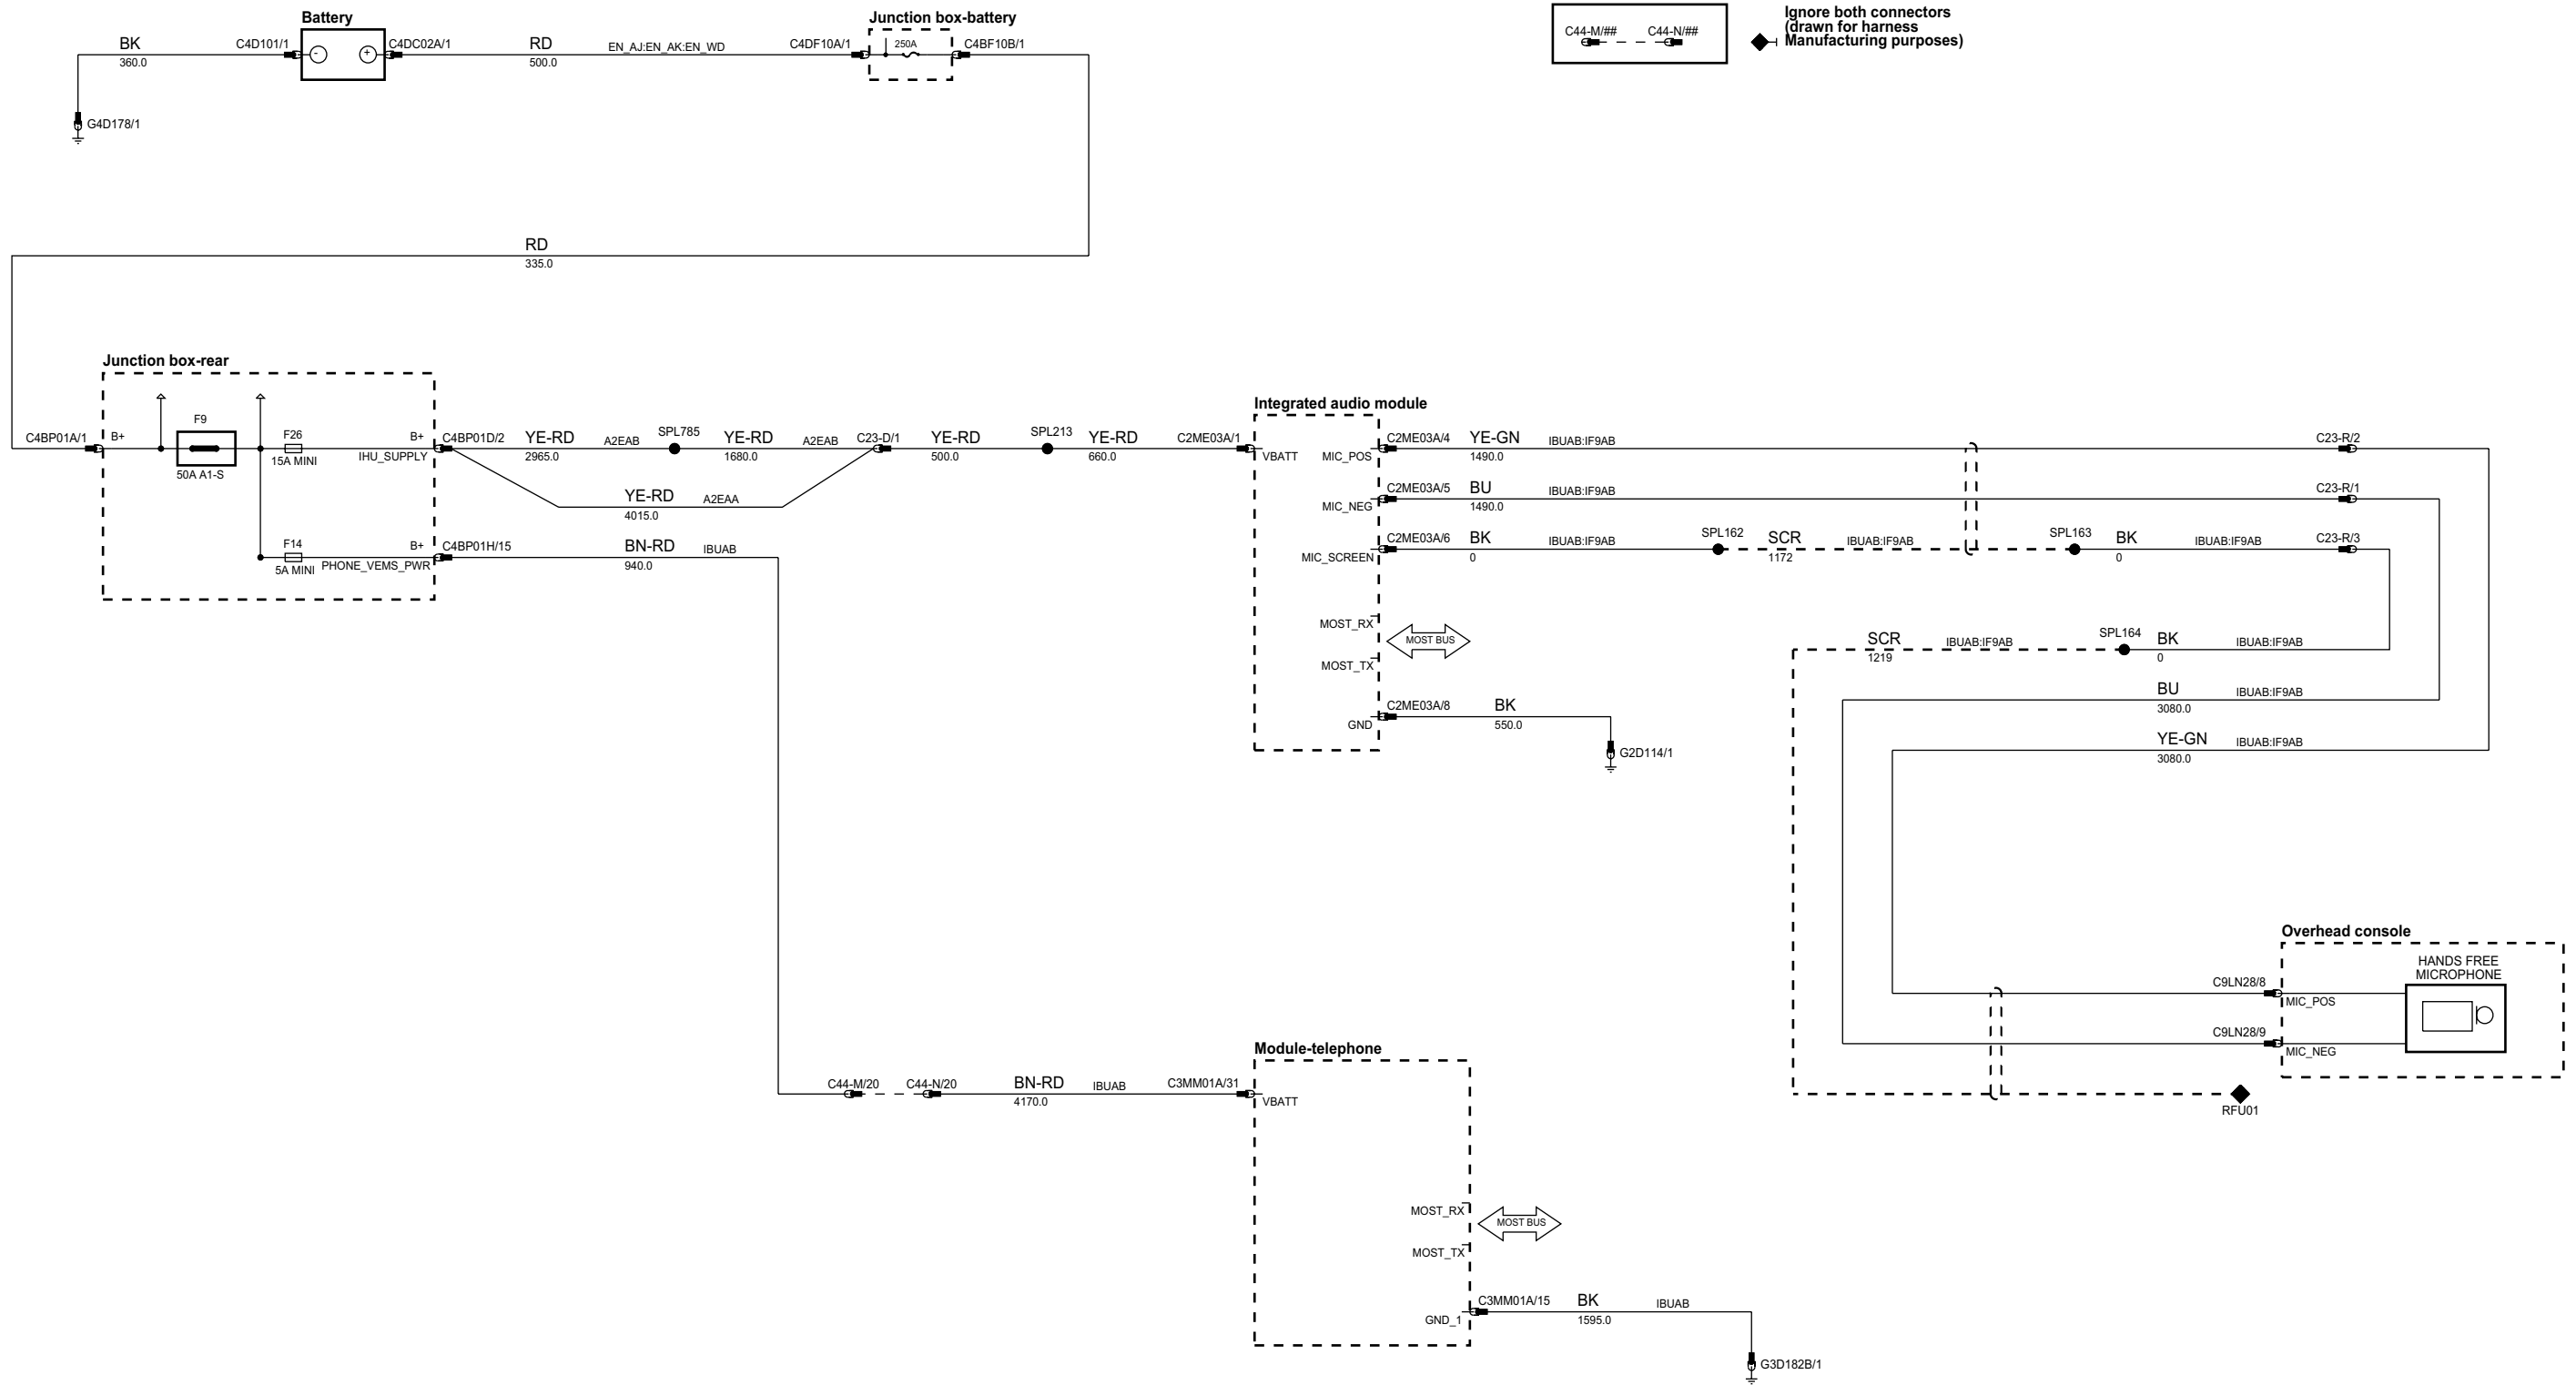 Battery
Junction box-battery
BK
360.0
C4D101/1
-
+
C4DC02A/1
RD
500.0
EN_AJ:EN_AK:EN_WD
C4DF10A/1
250A
C4BF10B/1
G4D178/1
C44-M/##
C44-N/##
Ignore both connectors
(drawn for harness
Manufacturing purposes)
RD
335.0
Junction box-rear
C4BP01A/1
B+
F9
50A A1-S
F26
15A MINI
B+
IHU_SUPPLY
C4BP01D/2
YE-RD
2965.0
A2EAB
SPL785
YE-RD
1680.0
A2EAB
C23-D/1
YE-RD
500.0
SPL213
YE-RD
660.0
C2ME03A/1
YE-RD
4015.0
A2EAA
F14
5A MINI
B+
PHONE_VEMS_PWR
C4BP01H/15
BN-RD
940.0
IBUAB
Integrated audio module
VBATT
MIC_POS
C2ME03A/4
YE-GN
1490.0
IBUAB:IF9AB
C23-R/2
MIC_NEG
C2ME03A/5
BU
1490.0
IBUAB:IF9AB
C23-R/1
MIC_SCREEN
C2ME03A/6
BK
0
IBUAB:IF9AB
SPL162
SCR
1172
IBUAB:IF9AB
SPL163
BK
0
IBUAB:IF9AB
C23-R/3
MOST_RX
MOST BUS
MOST_TX
SCR
1219
IBUAB:IF9AB
SPL164
BK
0
IBUAB:IF9AB
GND
C2ME03A/8
BK
550.0
G2D114/1
BU
3080.0
IBUAB:IF9AB
YE-GN
3080.0
IBUAB:IF9AB
Overhead console
HANDS FREE
MICROPHONE
C9LN28/8
MIC_POS
C9LN28/9
MIC_NEG
RFU01
Module-telephone
C44-M/20
C44-N/20
BN-RD
4170.0
IBUAB
C3MM01A/31
VBATT
MOST_RX
MOST BUS
MOST_TX
GND_1
C3MM01A/15
BK
1595.0
IBUAB
G3D182B/1